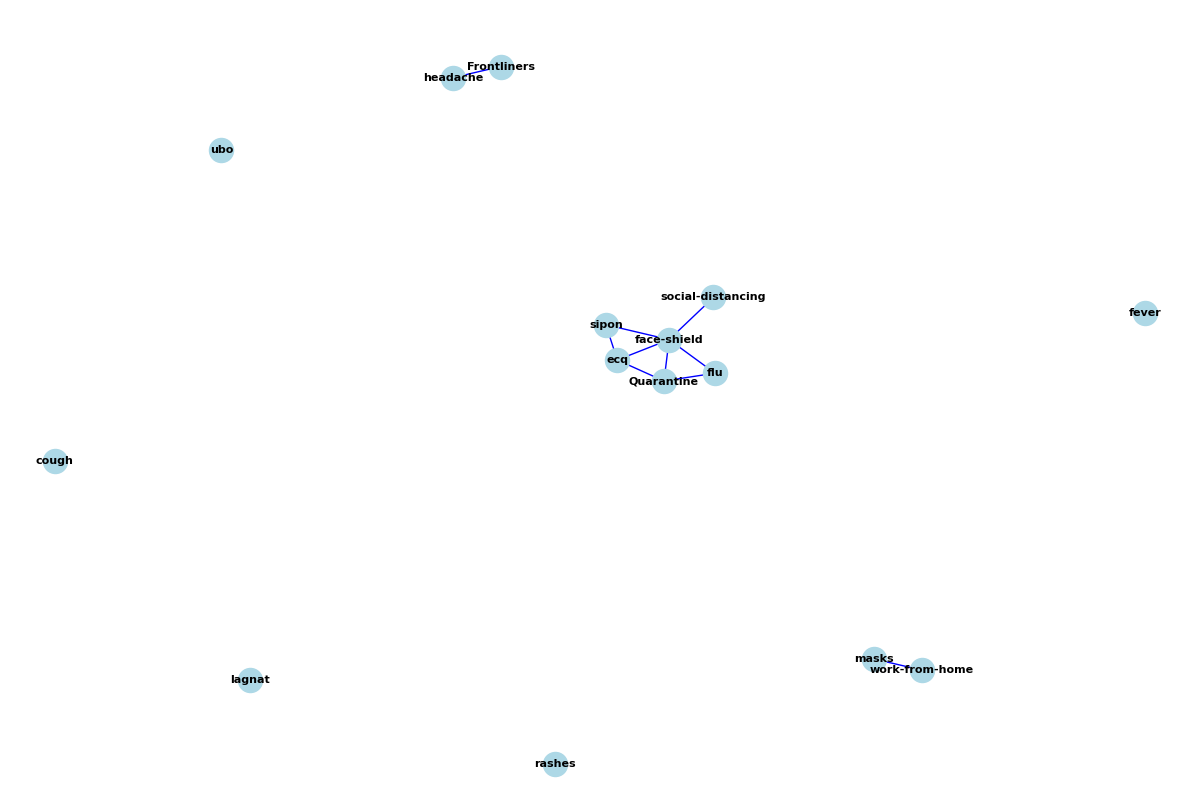 Frontliners
headache
ubo
social-distancing
fever
sipon
face-shield
ecq
flu
Quarantine
cough
masks
work-from-home
lagnat
rashes